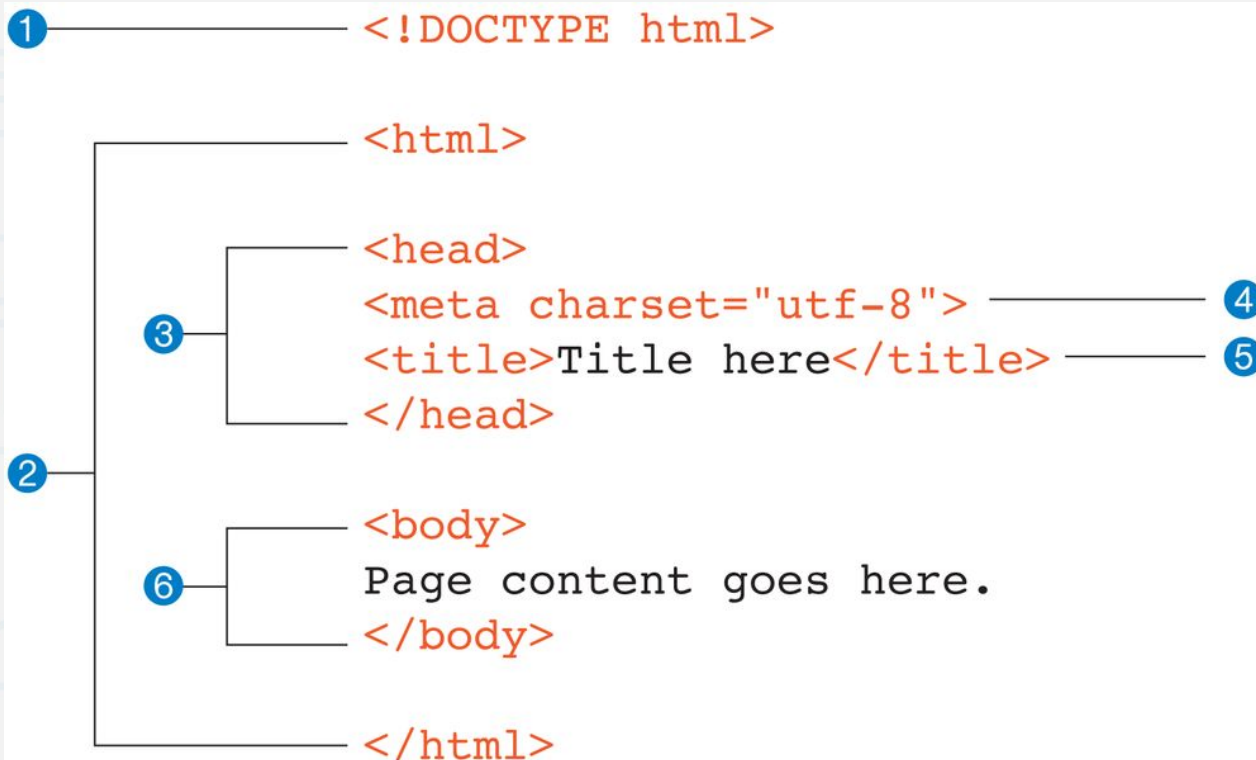 1 <!DOCTYPE html>
<html>
<head>
<meta charset="utf-8"> 4
3
<title>Title here</title> 5
</head>
2
<body>
6 Page content goes here.
</body>
</html>